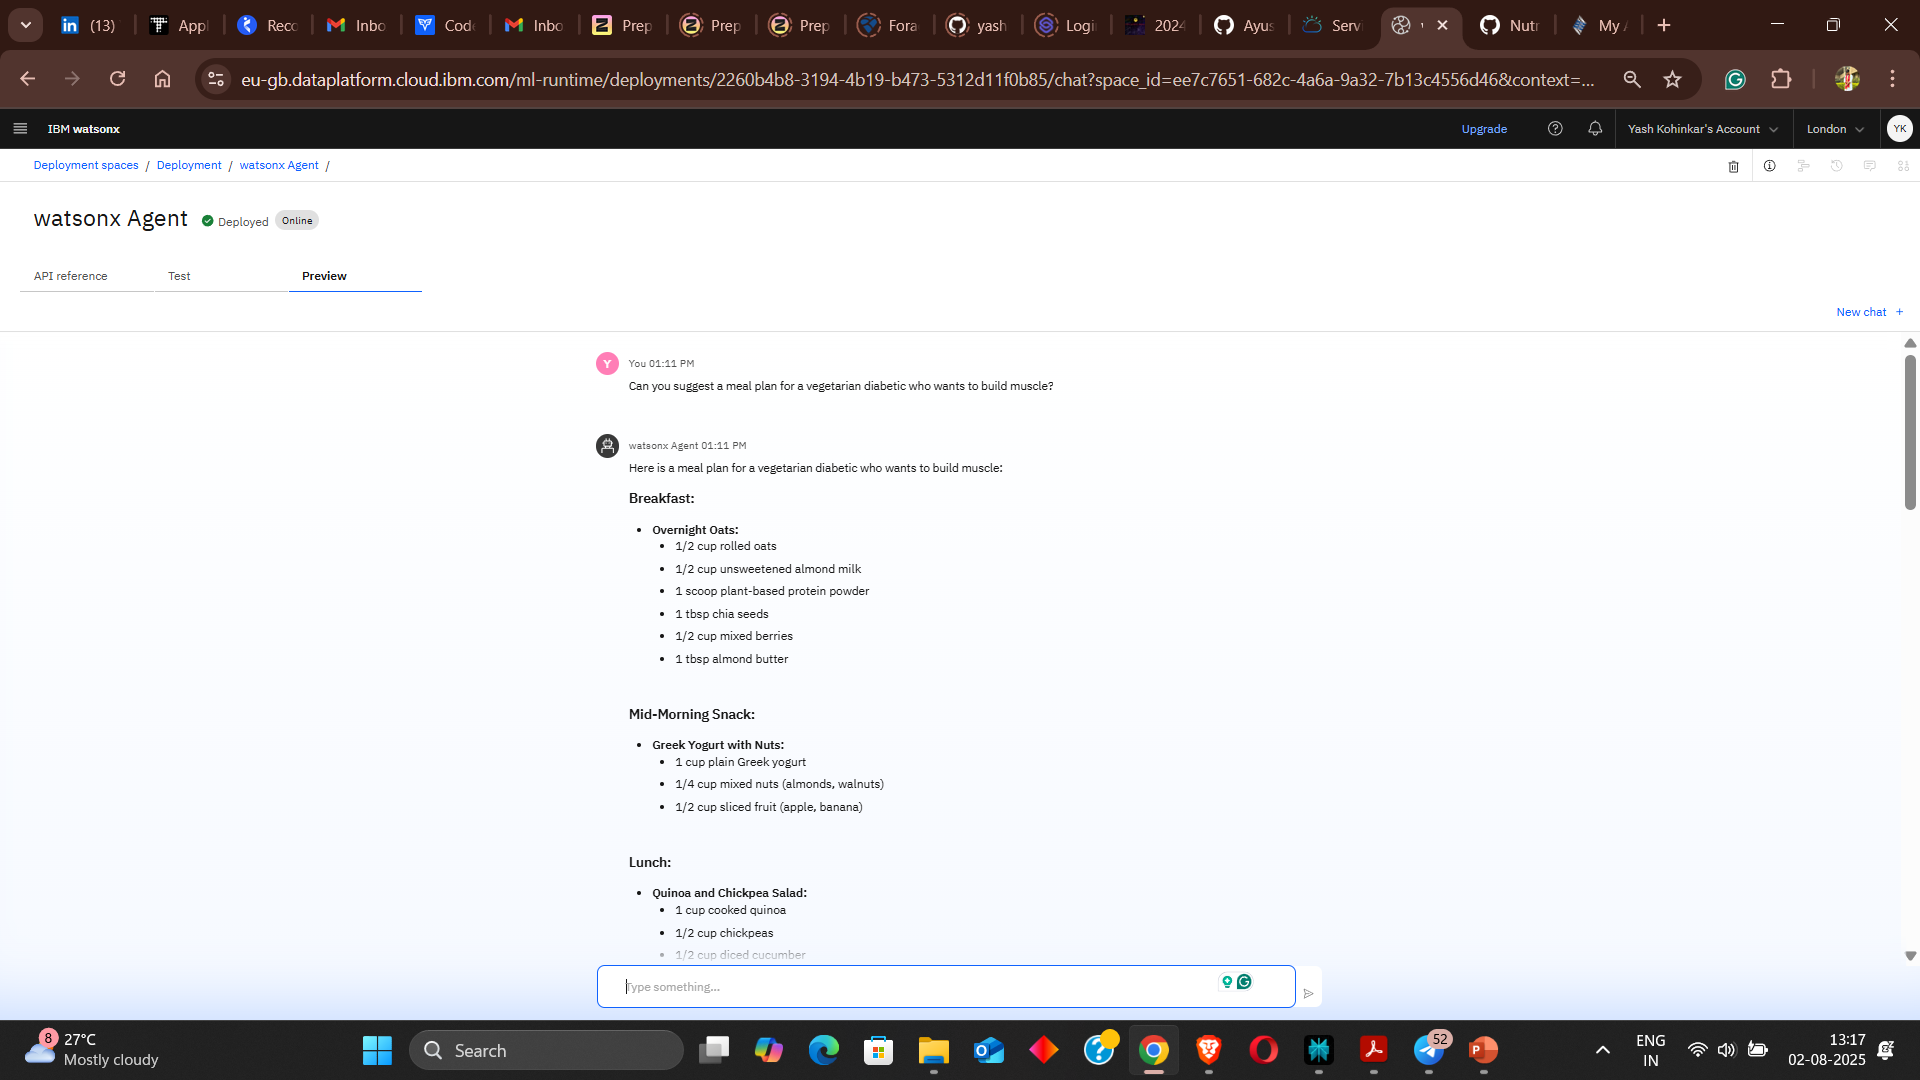 (13)
Appl
Reco
Inbo
Code
Inbo
Prep
Prep
Prep
Fora
yash
Login
2024
Ayus
Servi
Nutr
My A
eu-gb.dataplatform.cloud.ibm.com/ml-runtime/deployments/2260b4b8-3194-4b19-b473-5312d11f0b85/chat?space_id=ee7c7651-682c-4a6a-9a32-7b13c4556d46&context=...
IBM watsonx
Upgrade
Yash Kohinkar's Account
London
YK
Deployment spaces / Deployment / watsonx Agent /
watsonx Agent Deployed Online
API reference
Test
Preview
New chat +
Y
You 01:11 PM
Can you suggest a meal plan for a vegetarian diabetic who wants to build muscle?
watsonx Agent 01:11 PM
Here is a meal plan for a vegetarian diabetic who wants to build muscle:
Breakfast:
Overnight Oats:
1/2 cup rolled oats
1/2 cup unsweetened almond milk
1 scoop plant-based protein powder
1 tbsp chia seeds
1/2 cup mixed berries
1 tbsp almond butter
Mid-Morning Snack:
Greek Yogurt with Nuts:
1 cup plain Greek yogurt
1/4 cup mixed nuts (almonds, walnuts)
1/2 cup sliced fruit (apple, banana)
Lunch:
Quinoa and Chickpea Salad:
1 cup cooked quinoa
1/2 cup chickpeas
1/2 cup diced cucumber
Type something...
8
27°C
Mostly cloudy
Search
52
ENG
IN
13:17
02-08-2025